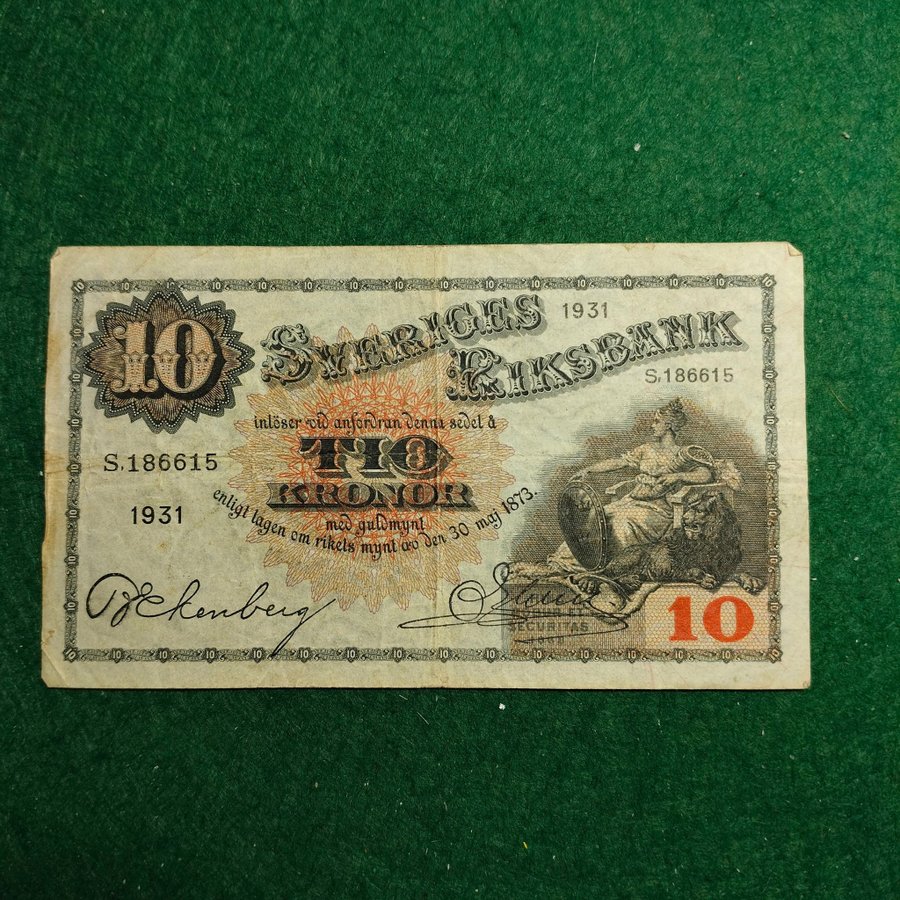 10
SVERIGES 1931
RIKSBANK
S.186615
inlöser vid anfordran denna sedel å
TIO
KRONOR
S.186615
1931
med guldmynt
enligt lagen om rikets mynt av den 30 maj 1873.
SECURITAS
10